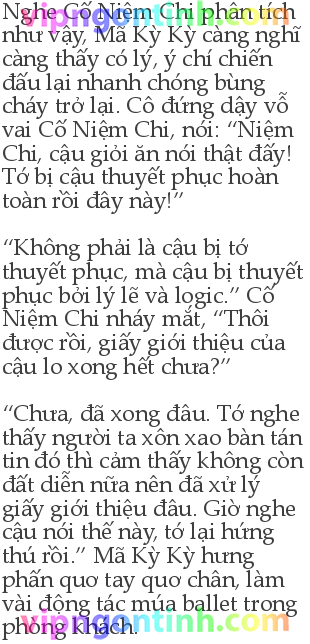 Nghe Cố Niệm Chi phân tích
như vậy, Mã Kỳ Kỳ càng nghĩ
càng thấy có lý, ý chí chiến
đấu lại nhanh chóng bùng
cháy trở lại. Cô đứng dậy vỗ
vai Cố Niệm Chi, nói: “Niệm
Chi, cậu giỏi ăn nói thật đấy!
Tớ bị cậu thuyết phục hoàn
toàn rồi đây này!”
“Không phải là cậu bị tớ
thuyết phục, mà cậu bị thuyết
phục bởi lý lẽ và logic.” Cố
Niệm Chi nháy mắt, “Thôi
được rồi, giấy giới thiệu của
cậu lo xong hết chưa?”
“Chưa, đã xong đâu. Tớ nghe
thấy người ta xôn xao bàn tán
tin đó thì cảm thấy không còn
đất diễn nữa nên đã xử lý
giấy giới thiệu đâu. Giờ nghe
cậu nói thế này, tớ lại hứng
thú rồi.” Mã Kỳ Kỳ hưng
phấn quơ tay quơ chân, làm
vài động tác múa ballet trong
phòng khách.
vipngontinh.com
vipngontinh.com